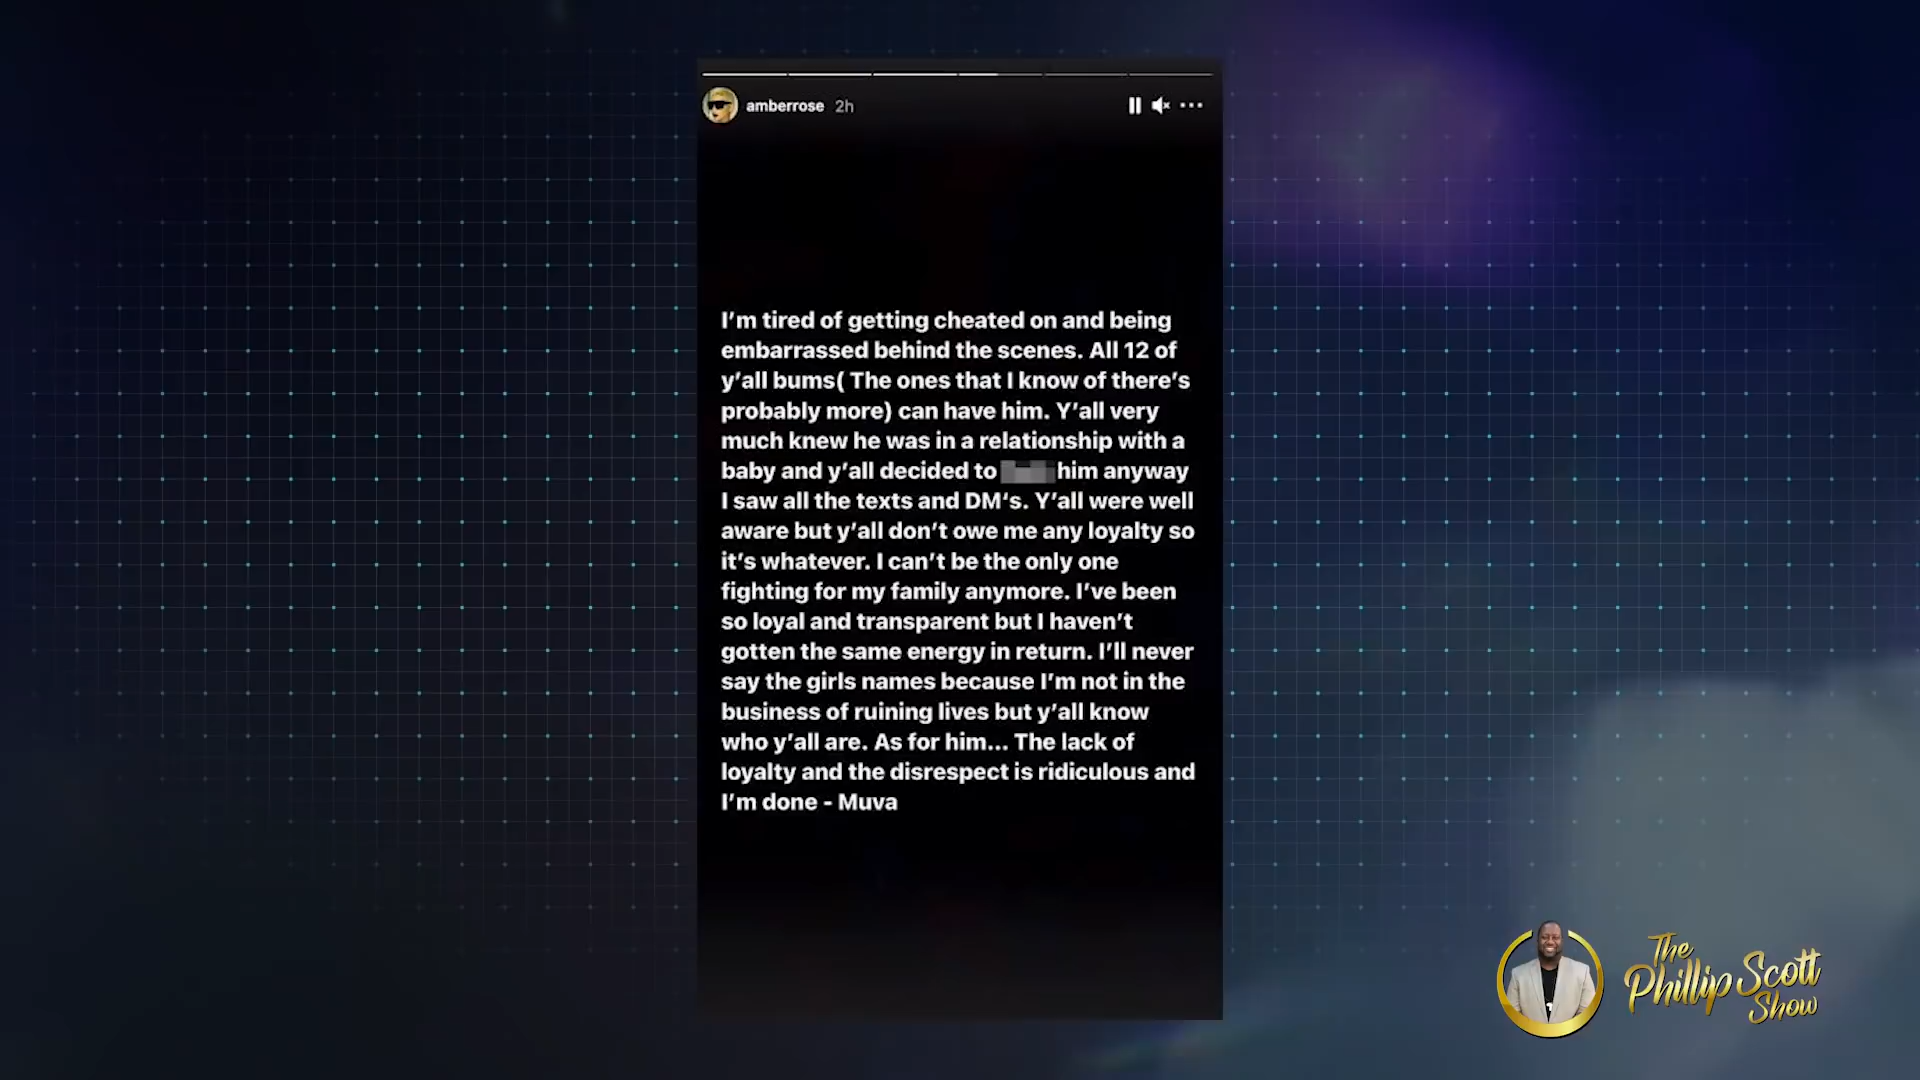 amberrose 2h
I’m tired of getting cheated on and being
embarrassed behind the scenes. All 12 of
y’all bums( The ones that I know of there’s
probably more) can have him. Y’all very
much knew he was in a relationship with a
baby and y’all decided to him anyway
I saw all the texts and DM‘s. Y’all were well
aware but y’all don’t owe me any loyalty so
it’s whatever. I can’t be the only one
fighting for my family anymore. I’ve been
so loyal and transparent but I haven’t
gotten the same energy in return. I’ll never
say the girls names because I’m not in the
business of ruining lives but y’all know
who y’all are. As for him... The lack of
loyalty and the disrespect is ridiculous and
I’m done - Muva
The
Phillip Scott
Show